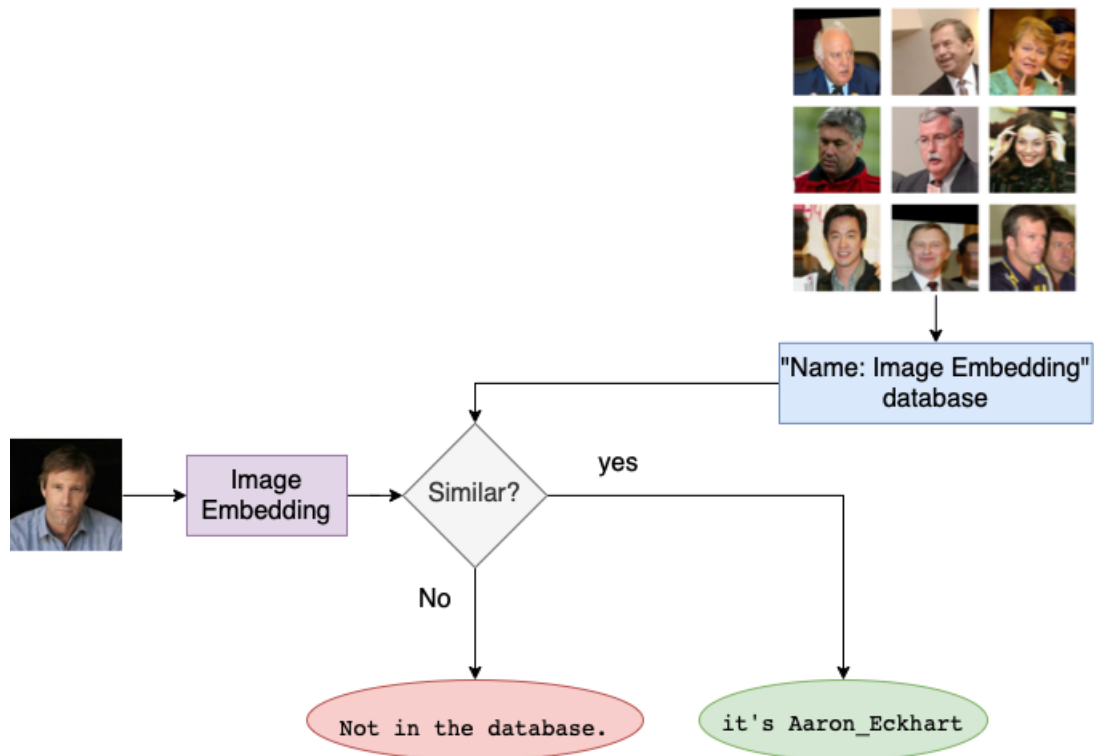 "Name: Image Embedding"
database
Image
Embedding
Similar?
yes
No
Not in the database.
it's Aaron_Eckhart